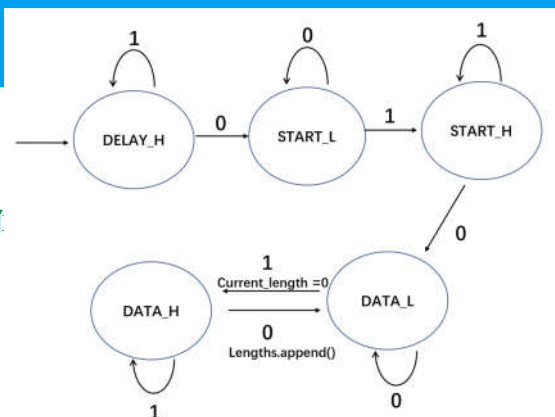 1
0
1
DELAY_H
0
START_L
1
START_H
0
1
Current_length =0
DATA_H
DATA_L
0
Lengths.append()
1
0